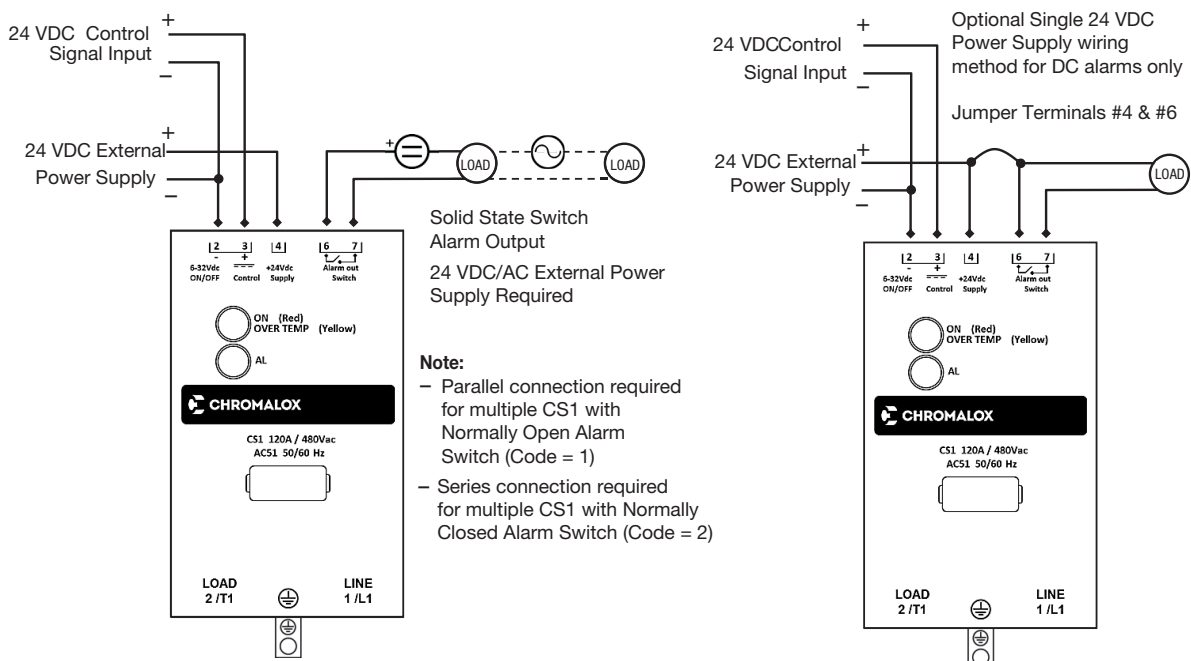 +
24 VDC Control
Signal Input
–
+
24 VDC External
Power Supply
–
+
LOAD
LOAD
Solid State Switch
Alarm Output
24 VDC/AC External Power
Supply Required
2 3 4 6 7
- +
6-32Vdc
ON/OFF
Control
+24Vdc
Supply
Alarm out
Switch
ON (Red)
OVER TEMP (Yellow)
AL
CHROMALOX
CS1 120A / 480Vac
AC51 50/60 Hz
LOAD
2 /T1
LINE
1 /L1
Note:
– Parallel connection required
for multiple CS1 with
Normally Open Alarm
Switch (Code = 1)
– Series connection required
for multiple CS1 with Normally
Closed Alarm Switch (Code = 2)
Optional Single 24 VDC
Power Supply wiring
method for DC alarms only
Jumper Terminals #4 & #6
+
24 VDCControl
Signal Input
–
+
24 VDC External
Power Supply
–
LOAD
2 3 4 6 7
- +
6-32Vdc
ON/OFF
Control
+24Vdc
Supply
Alarm out
Switch
ON (Red)
OVER TEMP (Yellow)
AL
CHROMALOX
CS1 120A / 480Vac
AC51 50/60 Hz
LOAD
2 /T1
LINE
1 /L1